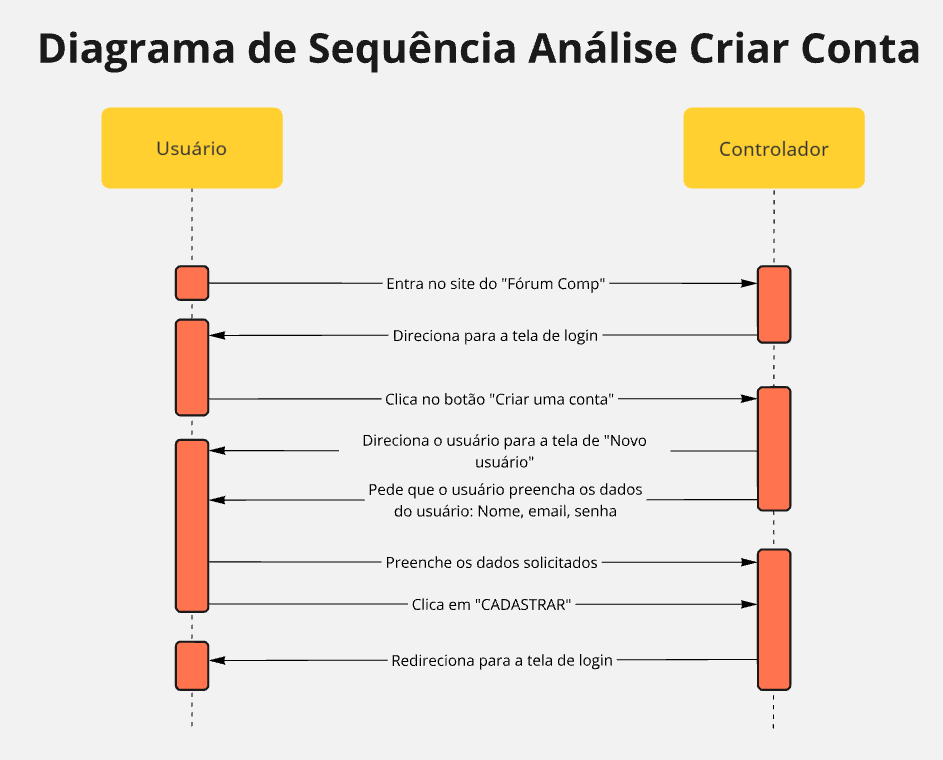 Diagrama de Sequência Análise Criar Conta
Usuário
Controlador
Entra no site do "Fórum Comp"
Direciona para a tela de login
Clica no botão "Criar uma conta"
Direciona o usuário para a tela de "Novo
usuário"
Pede que o usuário preencha os dados
do usuário: Nome, email, senha
Preenche os dados solicitados
Clica em "CADASTRAR"
Redireciona para a tela de login